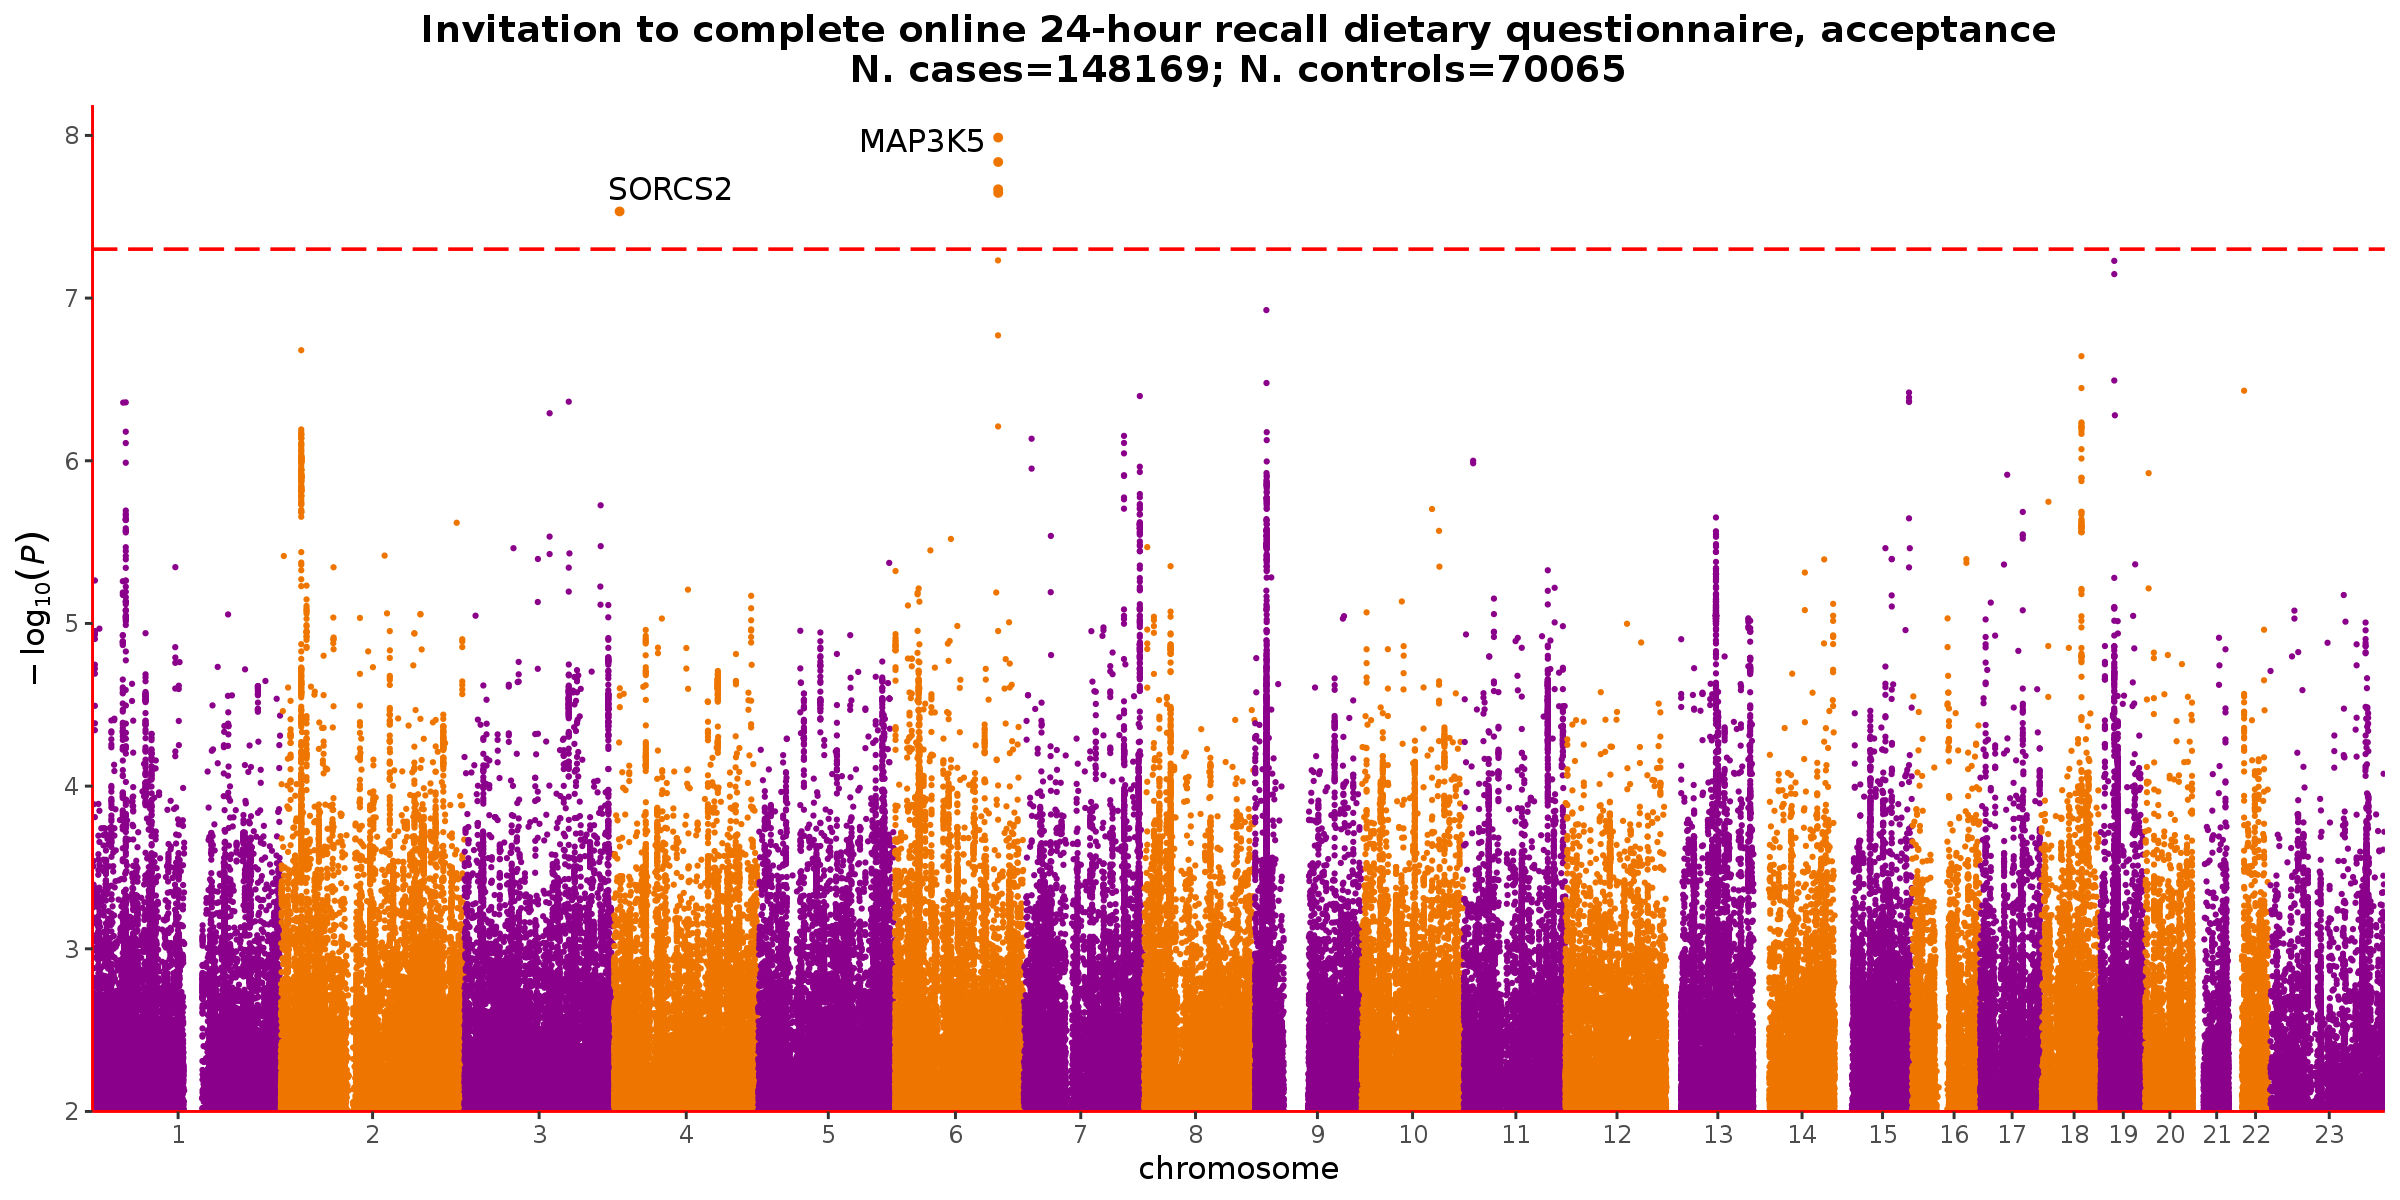 Invitation to complete online 24-hour recall dietary questionnaire, acceptance
N. cases=148169; N. controls=70065
8
MAP3K5
SORCS2
7
6
5
4
3
2
−log₁₀(P)
1 2 3 4 5 6 7 8 9 10 11 12 13 14 15 16 17 18 19 20 21 22 23
chromosome